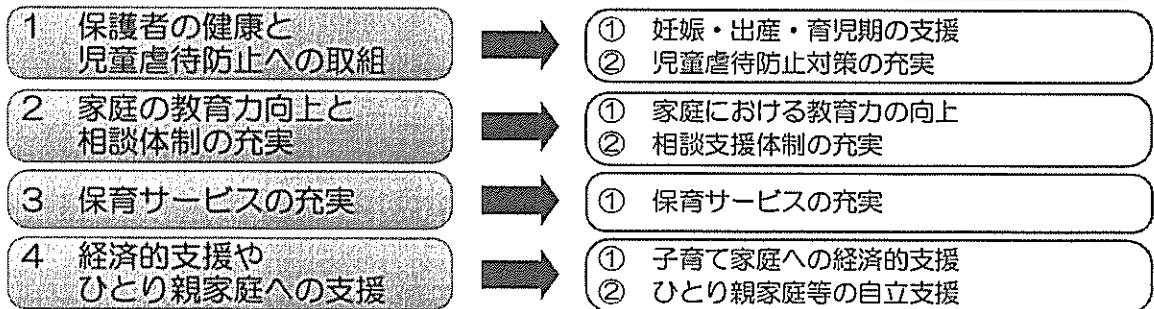 1 保護者の健康と
児童虐待防止への取組
① 妊娠・出産・育児期の支援
② 児童虐待防止対策の充実
2 家庭の教育力向上と
相談体制の充実
① 家庭における教育力の向上
② 相談支援体制の充実
3 保育サービスの充実
① 保育サービスの充実
4 経済的支援や
ひとり親家庭への支援
① 子育て家庭への経済的支援
② ひとり親家庭等の自立支援